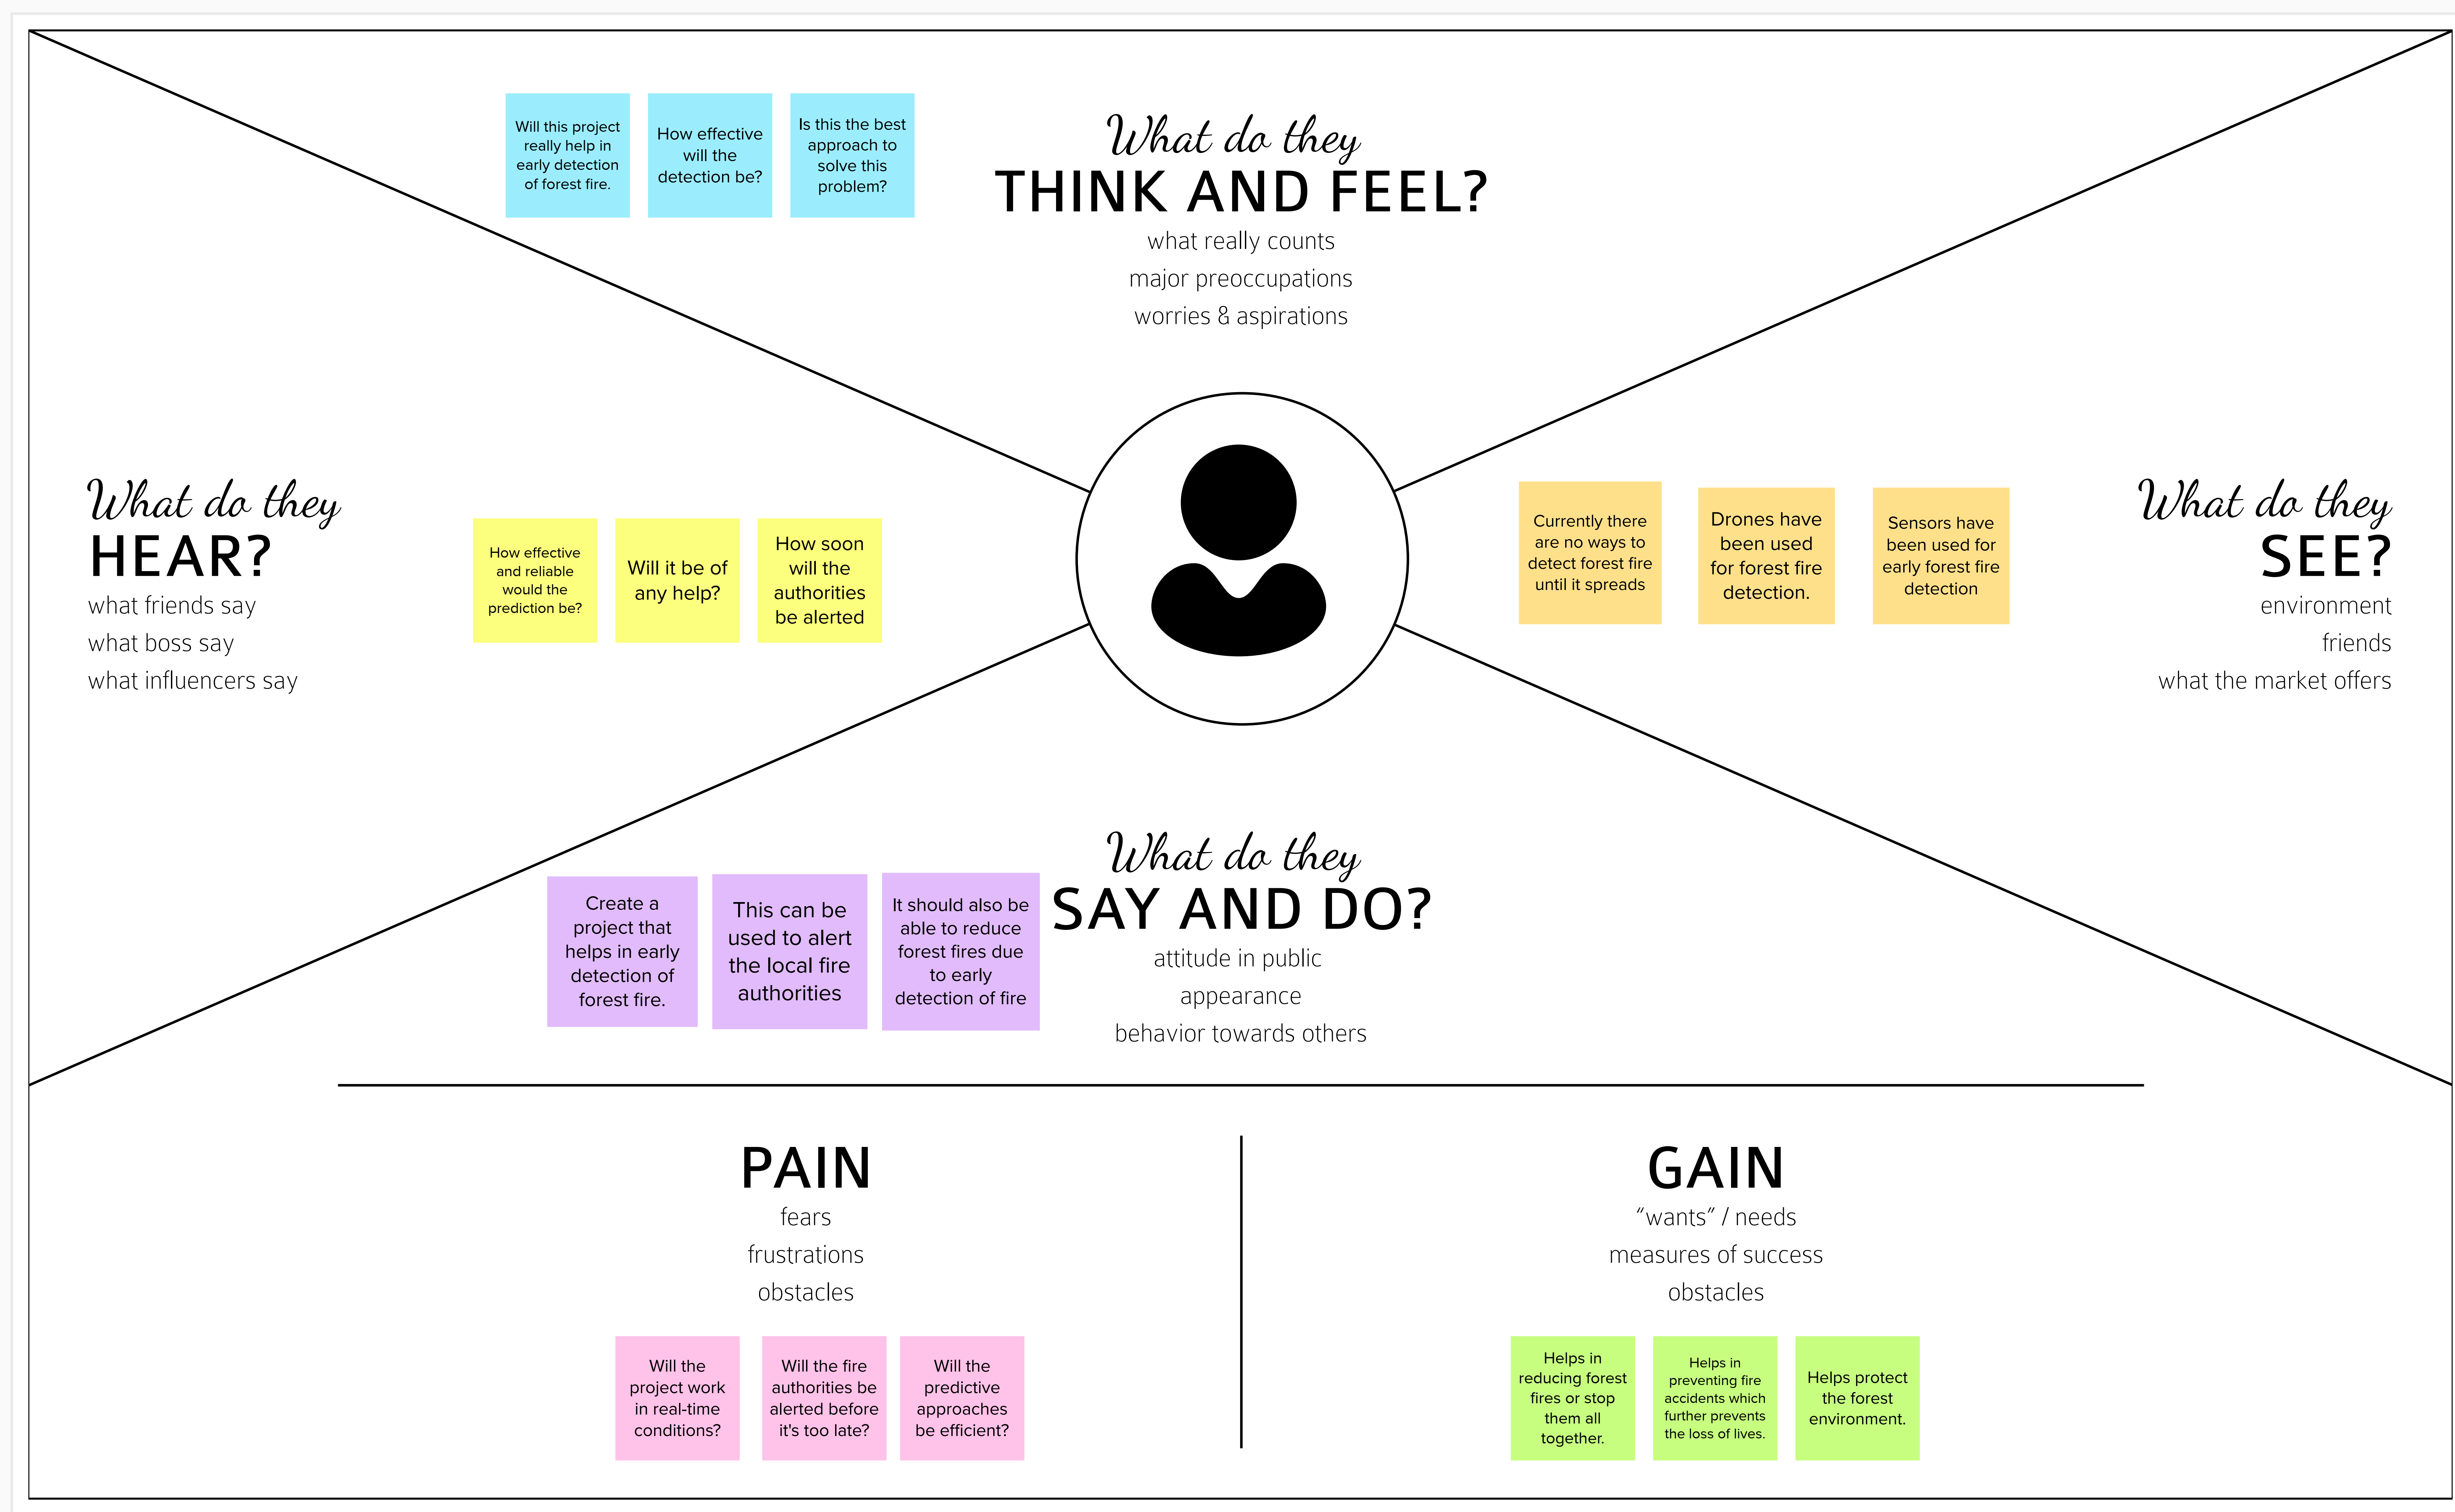 Will this project
really help in
early detection
of forest fire.
How effective
will the
detection be?
Is this the best
approach to
solve this
problem?
What do they
THINK AND FEEL?
what really counts
major preoccupations
worries & aspirations
What do they
HEAR?
what friends say
what boss say
what influencers say
How effective
and reliable
would the
prediction be?
Will it be of
any help?
How soon
will the
authorities
be alerted
Currently there
are no ways to
detect forest fire
until it spreads
Drones have
been used
for forest fire
detection.
Sensors have
been used for
early forest fire
detection
What do they
SEE?
environment
friends
what the market offers
Create a
project that
helps in early
detection of
forest fire.
This can be
used to alert
the local fire
authorities
It should also be
able to reduce
forest fires due
to early
detection of fire
What do they
SAY AND DO?
attitude in public
appearance
behavior towards others
PAIN
fears
frustrations
obstacles
Will the
project work
in real-time
conditions?
Will the fire
authorities be
alerted before
it's too late?
Will the
predictive
approaches
be efficient?
GAIN
“wants” / needs
measures of success
obstacles
Helps in
reducing forest
fires or stop
them all
together.
Helps in
preventing fire
accidents which
further prevents
the loss of lives.
Helps protect
the forest
environment.